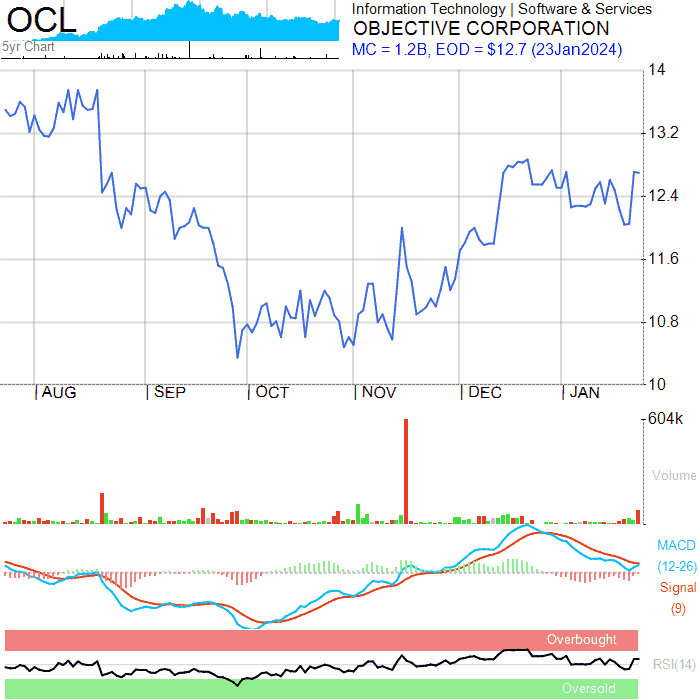 OCL
5yr Chart
Information Technology | Software & Services
OBJECTIVE CORPORATION
MC = 1.2B, EOD = $12.7 (23Jan2024)
14
13.2
12.4
11.6
10.8
10
AUG SEP OCT NOV DEC JAN
604k
Volume
MACD
(12-26)
Signal
(9)
Overbought
RSI(14)
Oversold